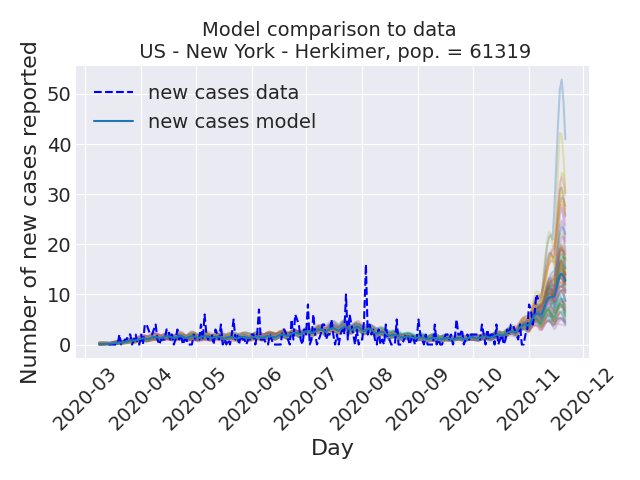 Model comparison to data
US - New York - Herkimer, pop. = 61319
Number of new cases reported
50
40
30
20
10
0
new cases data
new cases model
2020-03
2020-04
2020-05
2020-06
2020-07
2020-08
2020-09
2020-10
2020-11
2020-12
Day